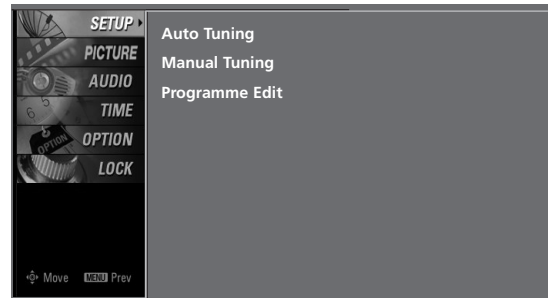 SETUP
PICTURE
AUDIO
TIME
OPTION
LOCK
Auto Tuning
Manual Tuning
Programme Edit
Move MENU Prev